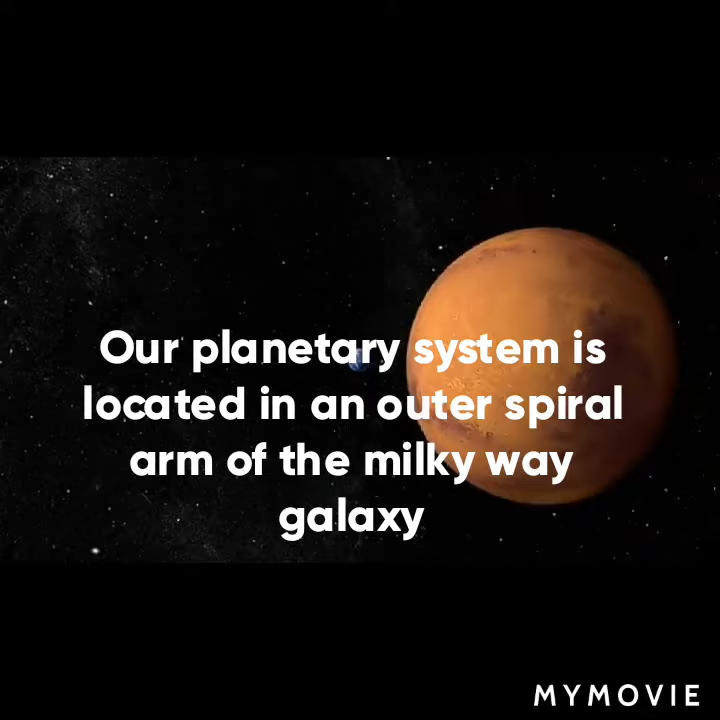 Our planetary system is
located in an outer spiral
arm of the milky way
galaxy
MYMOVIE